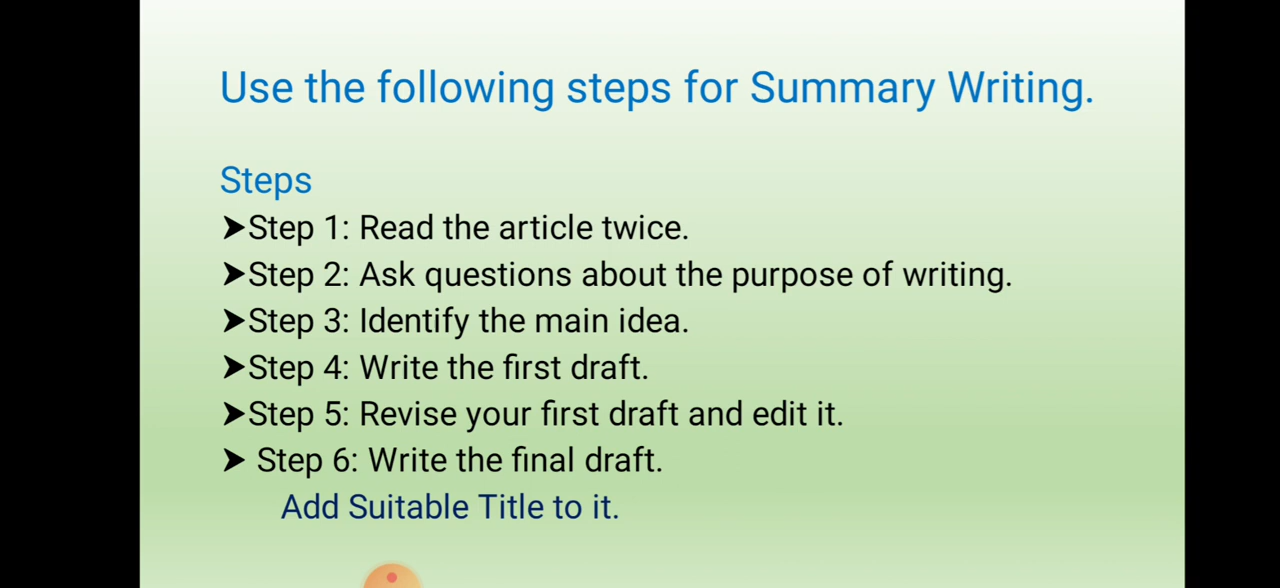 Use the following steps for Summary Writing.
Steps
➤Step 1: Read the article twice.
➤Step 2: Ask questions about the purpose of writing.
➤Step 3: Identify the main idea.
➤Step 4: Write the first draft.
➤Step 5: Revise your first draft and edit it.
➤ Step 6: Write the final draft.
Add Suitable Title to it.